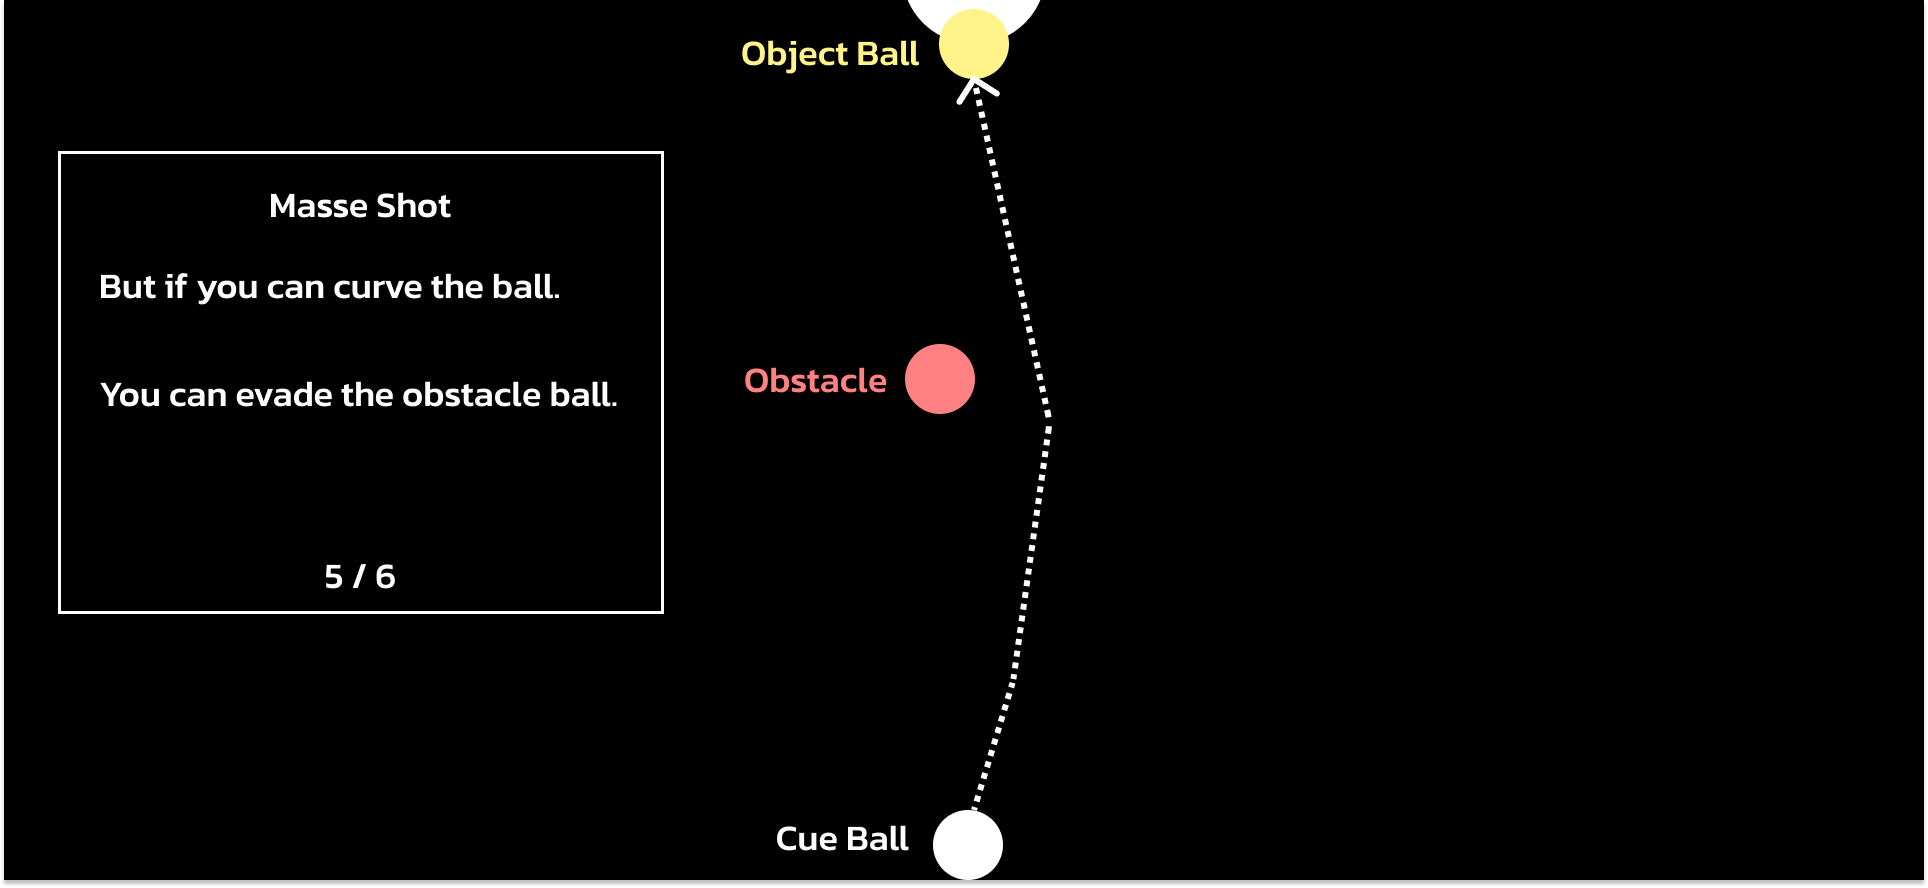 Object Ball
Masse Shot
But if you can curve the ball.
Obstacle
You can evade the obstacle ball.
5 / 6
Cue Ball